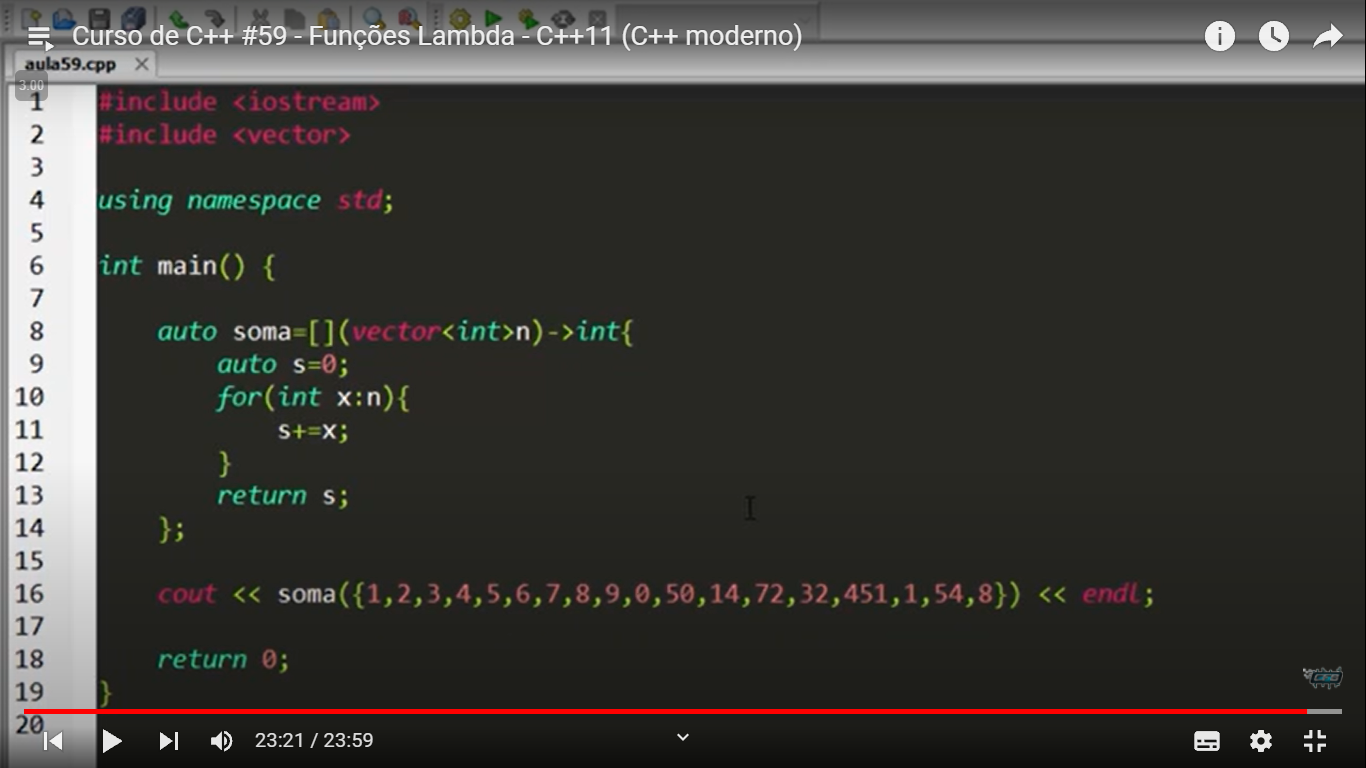 Curso de C++ #59 - Funções Lambda - C++11 (C++ moderno)
aula59.cpp
3.00
1 #include <iostream>
2 #include <vector>
3
4 using namespace std;
5
6 int main() {
7
8 auto soma=[](vector<int>n)->int{
9 auto s=0;
10 for(int x:n){
11 s+=x;
12 }
13 return s;
14 };
15
16 cout << soma({1,2,3,4,5,6,7,8,9,0,50,14,72,32,451,1,54,8}) << endl;
17
18 return 0;
19 }
20
23:21 / 23:59